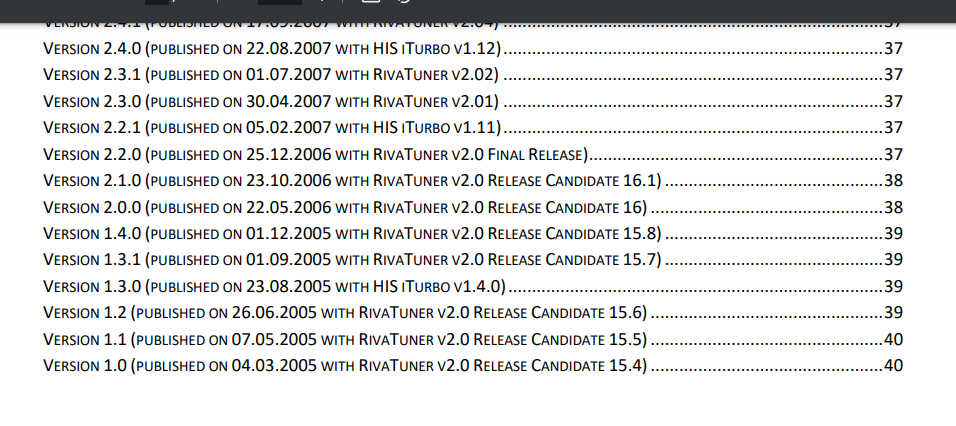 Version 2.4.1 (published on 17.09.2007 with RivaTuner v2.04)..........37
Version 2.4.0 (published on 22.08.2007 with HIS iTurbo v1.12)..........37
Version 2.3.1 (published on 01.07.2007 with RivaTuner v2.02)..........37
Version 2.3.0 (published on 30.04.2007 with RivaTuner v2.01)..........37
Version 2.2.1 (published on 05.02.2007 with HIS iTurbo v1.11)..........37
Version 2.2.0 (published on 25.12.2006 with RivaTuner v2.0 Final Release)..........37
Version 2.1.0 (published on 23.10.2006 with RivaTuner v2.0 Release Candidate 16.1)..........38
Version 2.0.0 (published on 22.05.2006 with RivaTuner v2.0 Release Candidate 16)..........38
Version 1.4.0 (published on 01.12.2005 with RivaTuner v2.0 Release Candidate 15.8)..........39
Version 1.3.1 (published on 01.09.2005 with RivaTuner v2.0 Release Candidate 15.7)..........39
Version 1.3.0 (published on 23.08.2005 with HIS iTurbo v1.4.0)..........39
Version 1.2 (published on 26.06.2005 with RivaTuner v2.0 Release Candidate 15.6)..........39
Version 1.1 (published on 07.05.2005 with RivaTuner v2.0 Release Candidate 15.5)..........40
Version 1.0 (published on 04.03.2005 with RivaTuner v2.0 Release Candidate 15.4)..........40